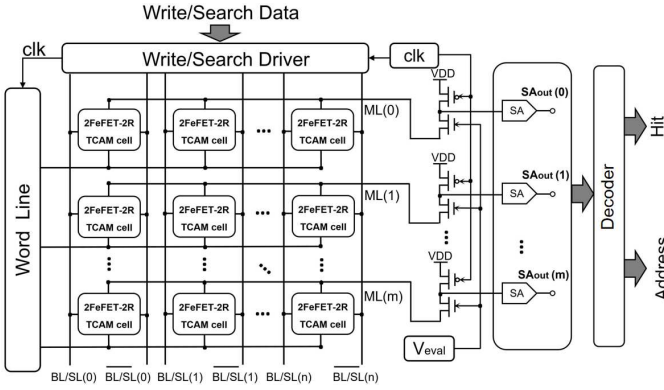 Write/Search Data
clk
Write/Search Driver
clk
VDD
SAout (0)
ML(0)
SA
Hit
2FeFET-2R
TCAM cell
2FeFET-2R
TCAM cell
2FeFET-2R
TCAM cell
VDD
SAout (1)
ML(1)
SA
Word Line
Decoder
2FeFET-2R
TCAM cell
2FeFET-2R
TCAM cell
2FeFET-2R
TCAM cell
VDD
SAout (m)
ML(m)
SA
Address
2FeFET-2R
TCAM cell
2FeFET-2R
TCAM cell
2FeFET-2R
TCAM cell
Veval
BL/SL(0) BL/SL(0) BL/SL(1) BL/SL(1) BL/SL(n) BL/SL(n)